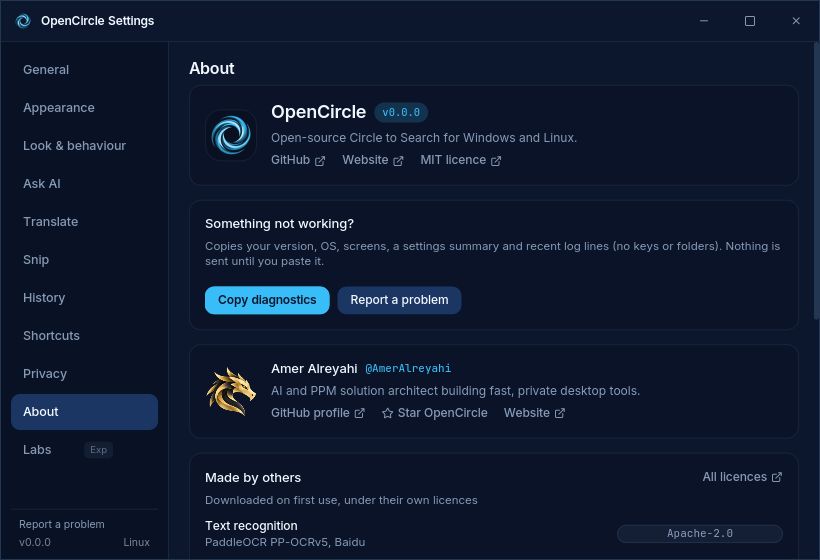 OpenCircle Settings
General
Appearance
Look & behaviour
Ask AI
Translate
Snip
History
Shortcuts
Privacy
About
Labs Exp
Report a problem
v0.0.0 Linux
About
OpenCircle v0.0.0
Open-source Circle to Search for Windows and Linux.
GitHub Website MIT licence
Something not working?
Copies your version, OS, screens, a settings summary and recent log lines (no keys or folders). Nothing is
sent until you paste it.
Copy diagnostics Report a problem
Amer Alreyahi @AmerAlreyahi
AI and PPM solution architect building fast, private desktop tools.
GitHub profile Star OpenCircle Website
Made by others All licences
Downloaded on first use, under their own licences
Text recognition
PaddleOCR PP-OCRv5, Baidu
Apache-2.0